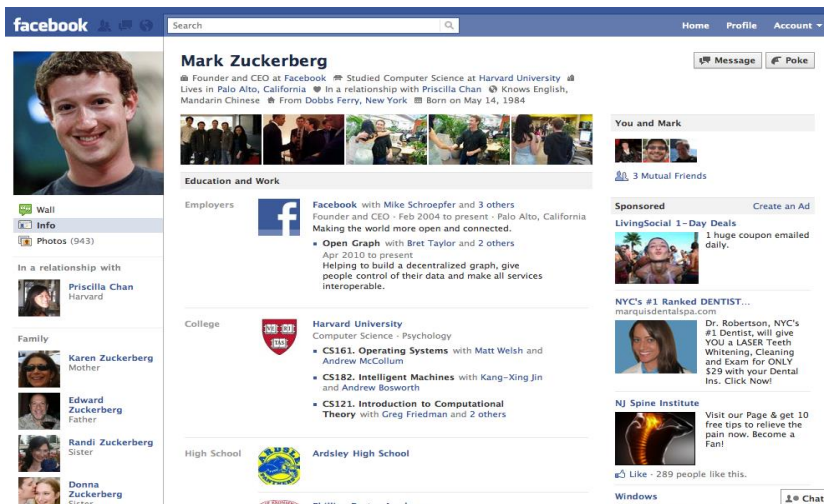 facebook
Search
Home Profile Account
Mark Zuckerberg
Founder and CEO at Facebook Studied Computer Science at Harvard University
Lives in Palo Alto, California In a relationship with Priscilla Chan Knows English,
Mandarin Chinese From Dobbs Ferry, New York Born on May 14, 1984
Message Poke
Wall
Info
Photos (943)
In a relationship with
Priscilla Chan
Harvard
Family
Karen Zuckerberg
Mother
Edward
Zuckerberg
Father
Randi Zuckerberg
Sister
Donna
Zuckerberg
Education and Work
Employers
Facebook with Mike Schroepfer and 3 others
Founder and CEO · Feb 2004 to present · Palo Alto, California
Making the world more open and connected.
Open Graph with Bret Taylor and 2 others
Apr 2010 to present
Helping to build a decentralized graph, give
people control of their data and make all services
interoperable.
College
VE RI
TAS
Harvard University
Computer Science · Psychology
CS161. Operating Systems with Matt Welsh and
Andrew McCollum
CS182. Intelligent Machines with Kang-Xing Jin
and Andrew Bosworth
CS121. Introduction to Computational
Theory with Greg Friedman and 2 others
High School
Ardsley High School
You and Mark
3 Mutual Friends
Sponsored Create an Ad
LivingSocial 1-Day Deals
1 huge coupon emailed
daily.
NYC's #1 Ranked DENTIST...
marquisdentalspa.com
Dr. Robertson, NYC's
#1 Dentist, will give
YOU a LASER Teeth
Whitening, Cleaning
and Exam for ONLY
$29 with your Dental
Ins. Click Now!
NJ Spine Institute
Visit our Page & get 10
free tips to relieve the
pain now. Become a
Fan!
Like · 289 people like this.
Windows
Chat